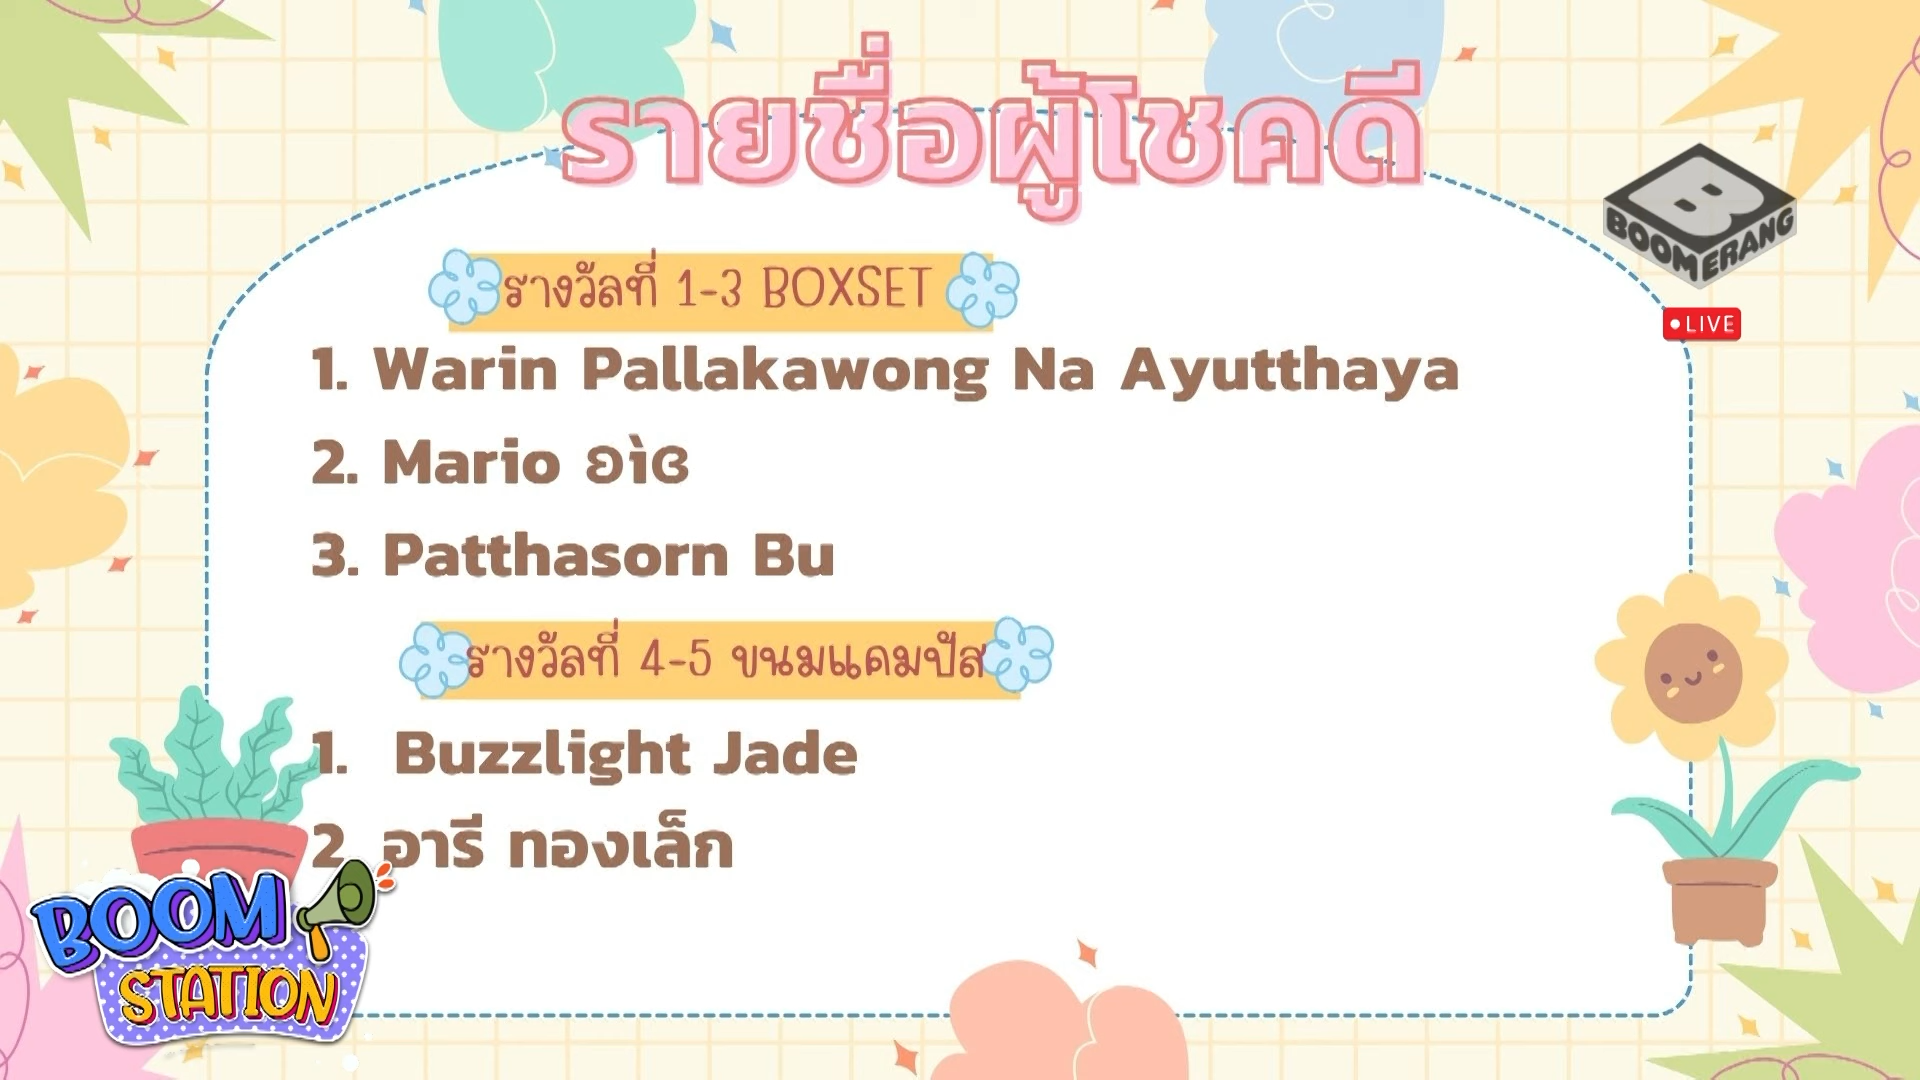 รายชื่อผู้โชคดี
BOOMERANG
LIVE
รางวัลที่ 1-3 BOXSET
1. Warin Pallakawong Na Ayutthaya
2. Mario
3. Patthasorn Bu
รางวัลที่ 4-5 ขนมแคมปัส
1. Buzzlight Jade
2. อารี ทองเล็ก
BOOM
STATION